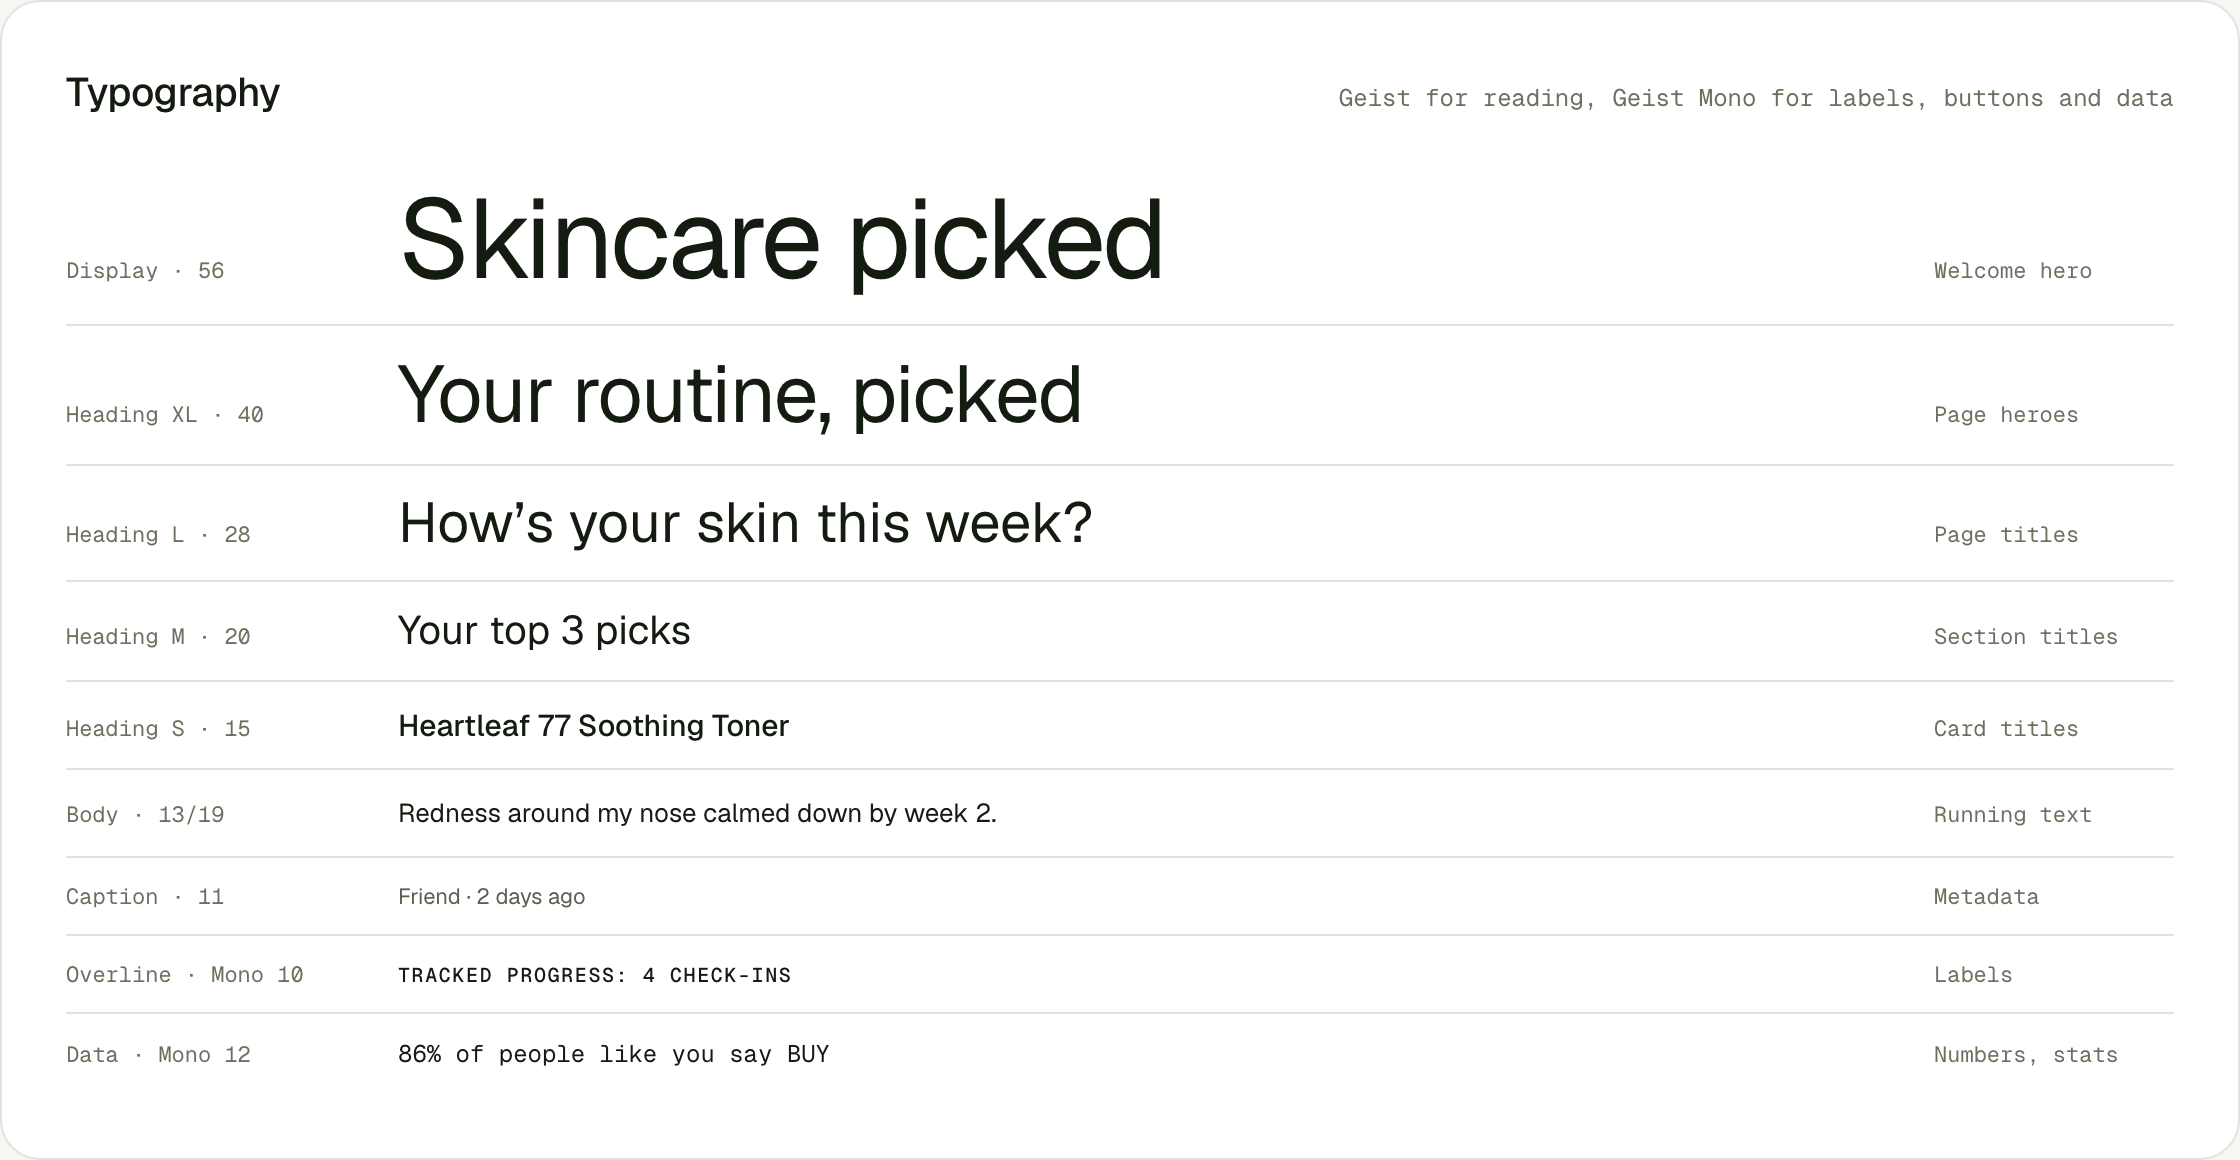 Typography
Geist for reading, Geist Mono for labels, buttons and data
Display · 56
Skincare picked
Welcome hero
Heading XL · 40
Your routine, picked
Page heroes
Heading L · 28
How’s your skin this week?
Page titles
Heading M · 20
Your top 3 picks
Section titles
Heading S · 15
Heartleaf 77 Soothing Toner
Card titles
Body · 13/19
Redness around my nose calmed down by week 2.
Running text
Caption · 11
Friend · 2 days ago
Metadata
Overline · Mono 10
TRACKED PROGRESS: 4 CHECK-INS
Labels
Data · Mono 12
86% of people like you say BUY
Numbers, stats